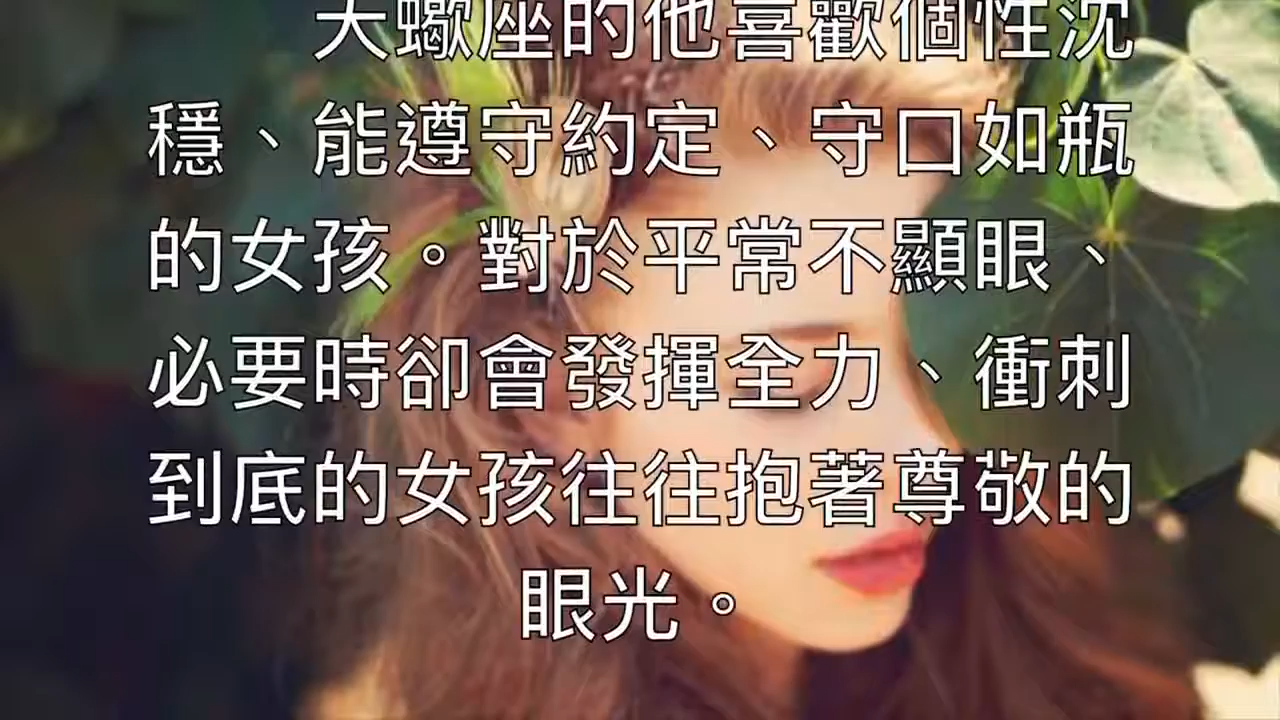 天蠍座的他喜歡個性沈
穩、能遵守約定、守口如瓶
的女孩。對於平常不顯眼、
必要時卻會發揮全力、衝刺
到底的女孩往往抱著尊敬的
眼光。